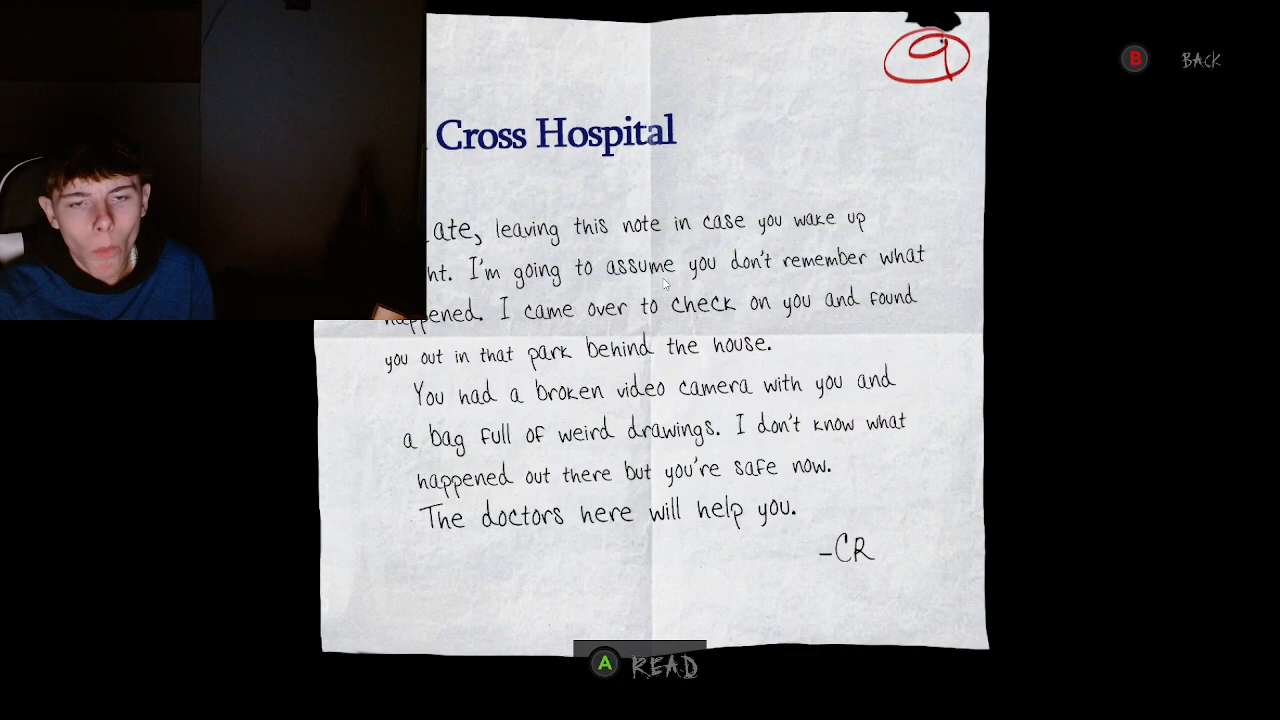 9
BACK
Cross Hospital
ate, leaving this note in case you wake up
ht. I'm going to assume you don't remember what
happened. I came over to check on you and found
you out in that park behind the house.
You had a broken video camera with you and
a bag full of weird drawings. I don't know what
happened out there but you're safe now.
The doctors here will help you.
-CR
A READ
B